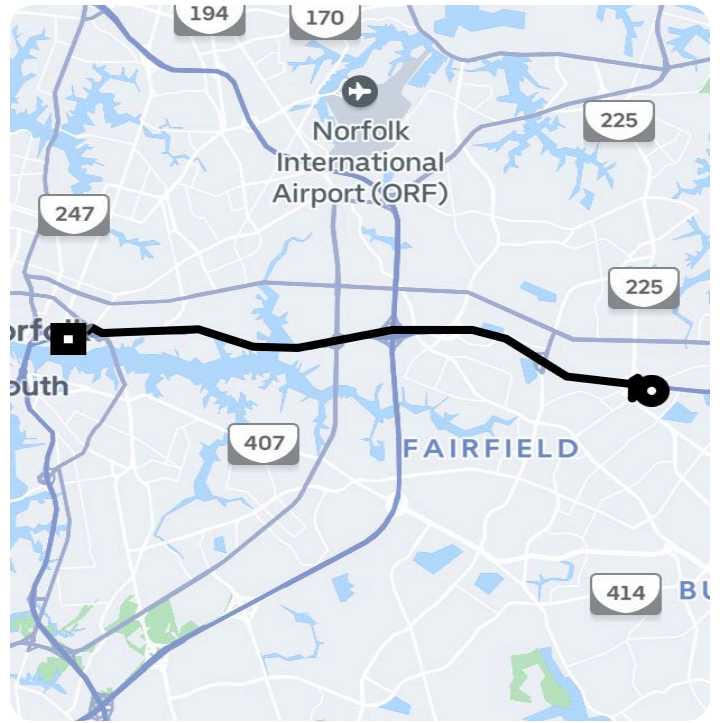 194
170
Norfolk
International
Airport (ORF)
225
247
225
orfolk
outh
407
FAIRFIELD
414
BU